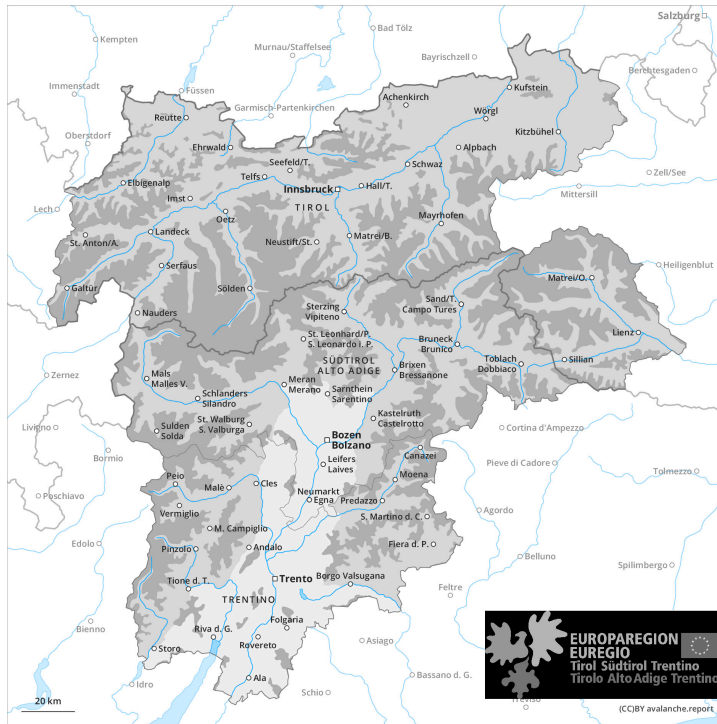 Salzburg
Kempten
Bad Tölz
Murnau/Staffelsee
Bayrischzell
Berchtesgaden
Immenstadt
Füssen
Garmisch-Partenkirchen
Achenkirch
Kufstein
Reutte
Wörgl
Oberstdorf
Kitzbühel
Ehrwald
Seefeld/T.
Alpbach
Telfs
Schwaz
Zell/See
Elbigenalp
Innsbruck
Hall/T.
Mittersill
Imst
TIROL
Lech
Oetz
Mayrhofen
Landeck
St. Anton/A.
Neustift/St.
Matrei/B.
Serfaus
Heiligenblut
Galtür
Sölden
Matrei/O.
Nauders
Sterzing
Vipiteno
Sand/T.
Campo Tures
St. Leonhard/P.
S. Leonardo i. P.
Lienz
Bruneck
Brunico
SÜDTIROL
ALTO ADIGE
Toblach
Dobbiaco
Sillian
Zernez
Mals
Malles V.
Meran
Merano
Brixen
Bressanone
Sarnthein
Sarentino
Schlanders
Silandro
Kastelruth
Castelrotto
St. Walburg
S. Valburga
Sulden
Solda
Livigno
Cortina d'Ampezzo
Bozen
Bolzano
Bormio
Canazei
Leifers
Laives
Pieve di Cadore
Tolmezzo
Peio
Moena
Malè
Cles
Poschiavo
Neumarkt
Egna
Predazzo
Vermiglio
Agordo
S. Martino d. C.
M. Campiglio
Edolo
Fiera d. P.
Pinzolo
Andalo
Belluno
Spilimbergo
Trento
Borgo Valsugana
Tione d. T.
Feltre
TRENTINO
Folgaria
Bienno
Riva d. G.
Rovereto
Asiago
Storo
Ala
Bassano d. G.
Idro
Schio
Treviso
EUROPAREGION
EUREGIO
Tirol Südtirol Trentino
Tirolo Alto Adige Trentino
20 km
(CC)BY avalanche.report